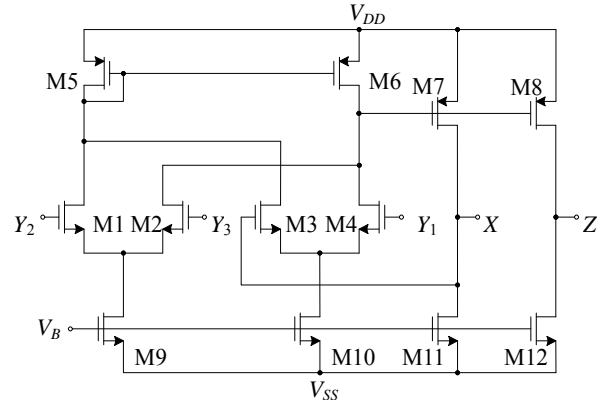 V_DD
M5 M6 M7 M8
Y_2 M1 M2 Y_3 M3 M4 Y_1 X Z
V_B
M9 M10 M11 M12
V_SS